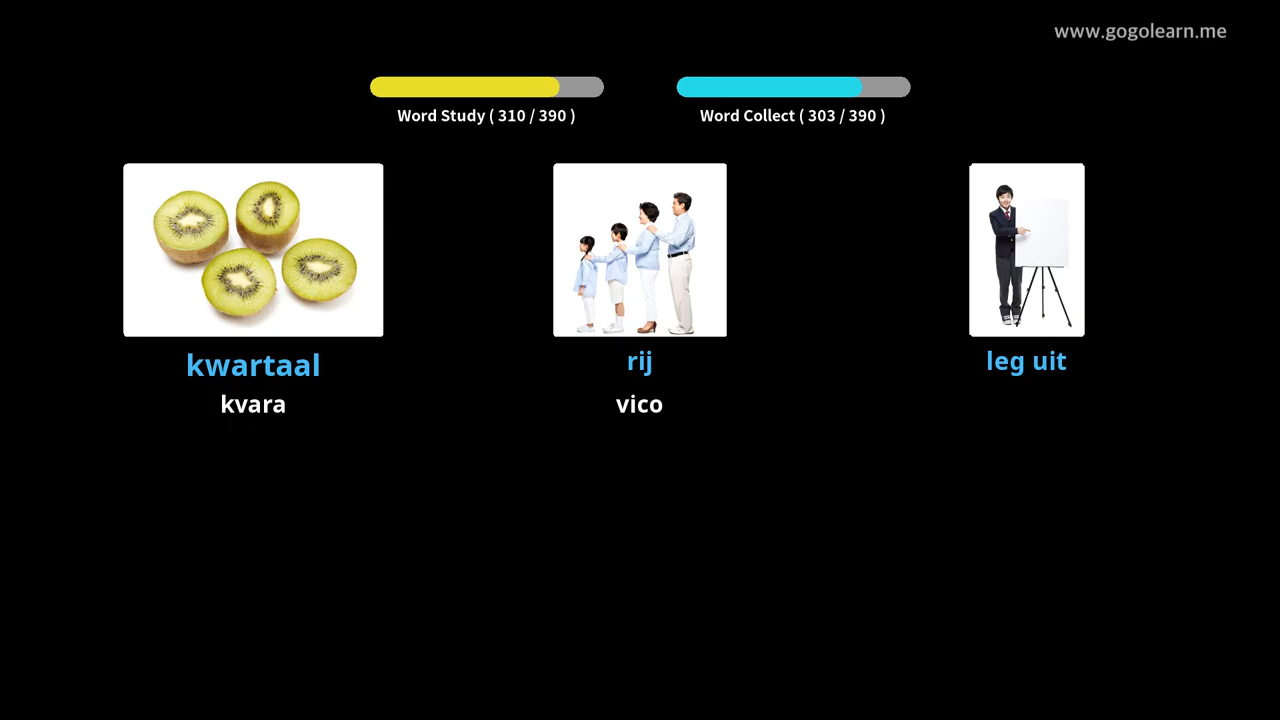 www.gogolearn.me
Word Study ( 310 / 390 )
Word Collect ( 303 / 390 )
kwartaal
rij
leg uit
kvara
vico